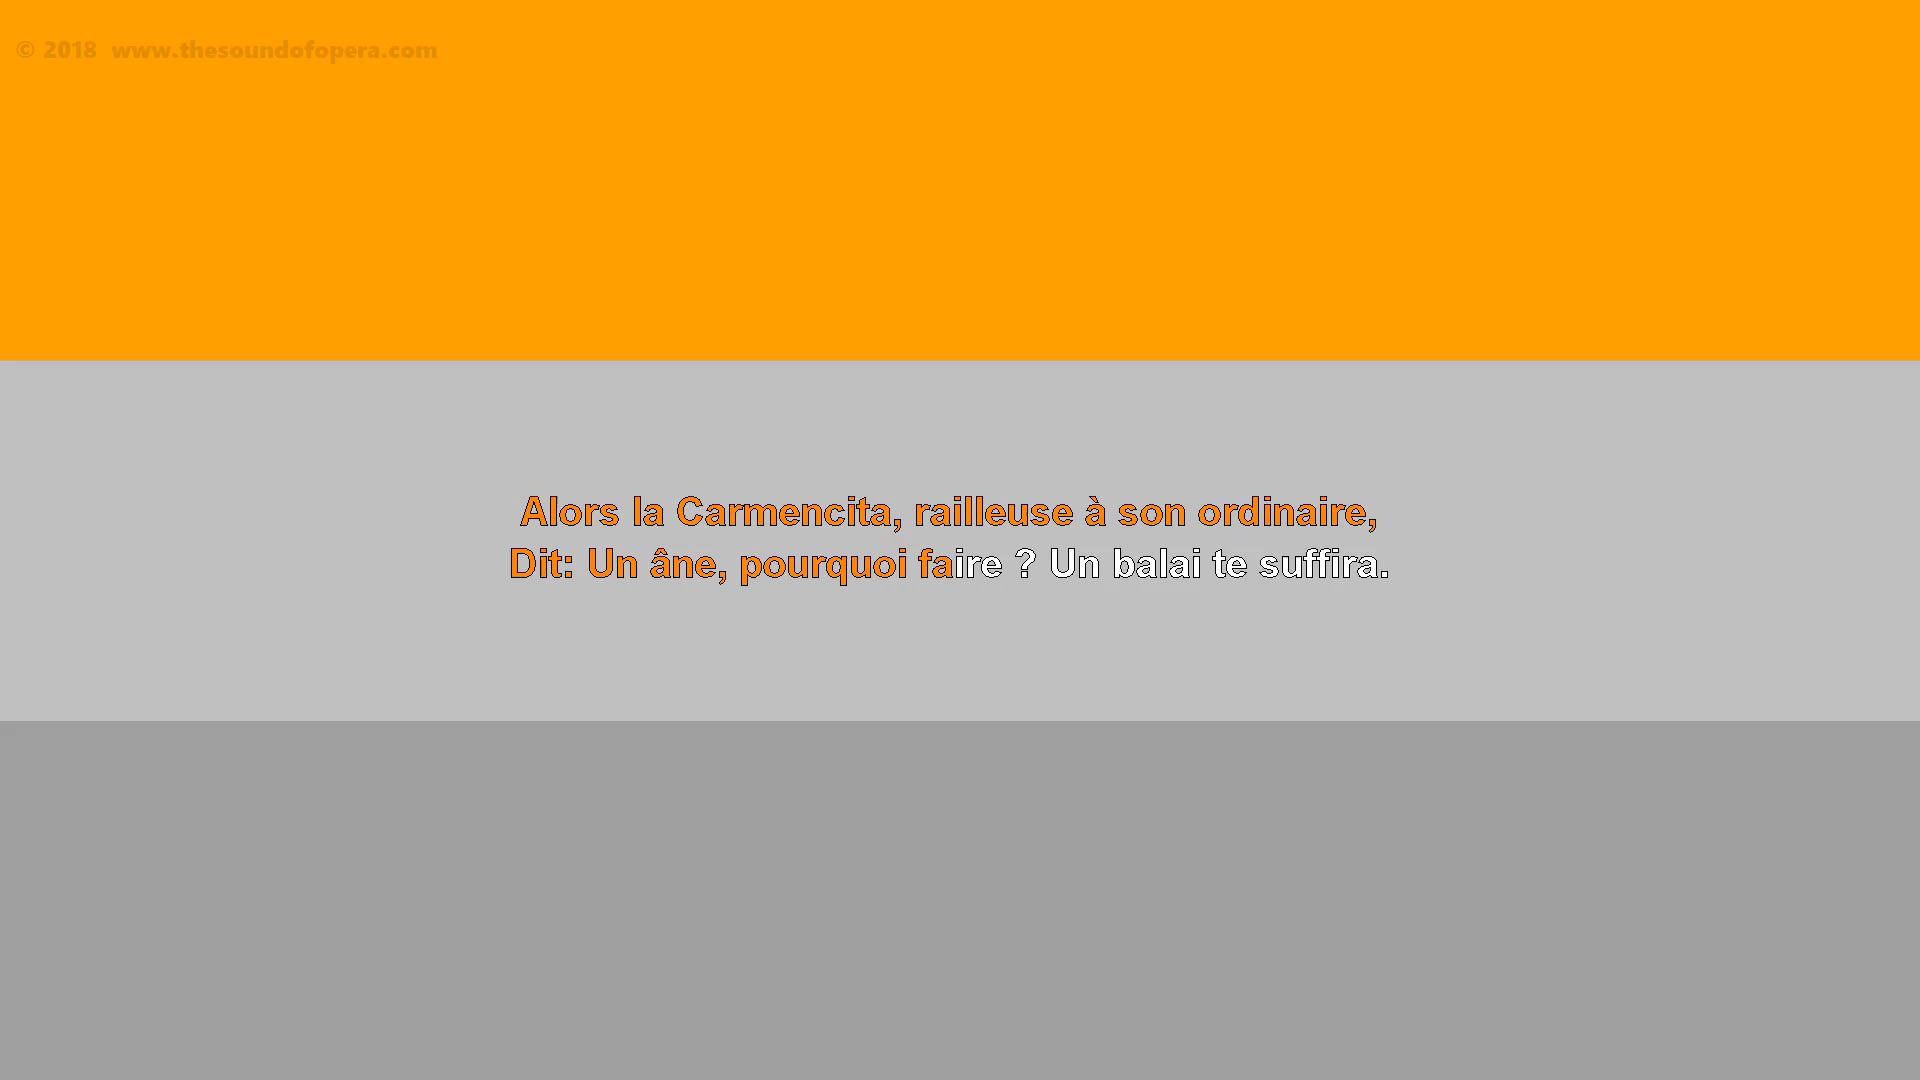 © 2018 www.thesoundofopera.com
Alors la Carmencita, railleuse à son ordinaire,
Dit: Un âne, pourquoi faire ? Un balai te suffira.